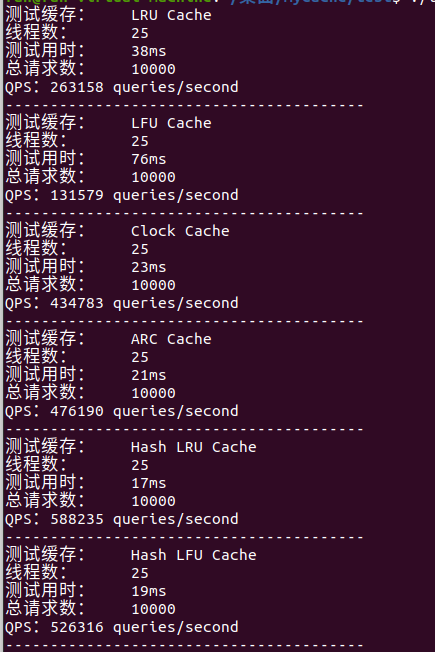 测试缓存:    LRU Cache
线程数:      25
测试用时:    38ms
总请求数:    10000
QPS: 263158 queries/second
----------------------------------------
测试缓存:    LFU Cache
线程数:      25
测试用时:    76ms
总请求数:    10000
QPS: 131579 queries/second
----------------------------------------
测试缓存:    Clock Cache
线程数:      25
测试用时:    23ms
总请求数:    10000
QPS: 434783 queries/second
----------------------------------------
测试缓存:    ARC Cache
线程数:      25
测试用时:    21ms
总请求数:    10000
QPS: 476190 queries/second
----------------------------------------
测试缓存:    Hash LRU Cache
线程数:      25
测试用时:    17ms
总请求数:    10000
QPS: 588235 queries/second
----------------------------------------
测试缓存:    Hash LFU Cache
线程数:      25
测试用时:    19ms
总请求数:    10000
QPS: 526316 queries/second
----------------------------------------